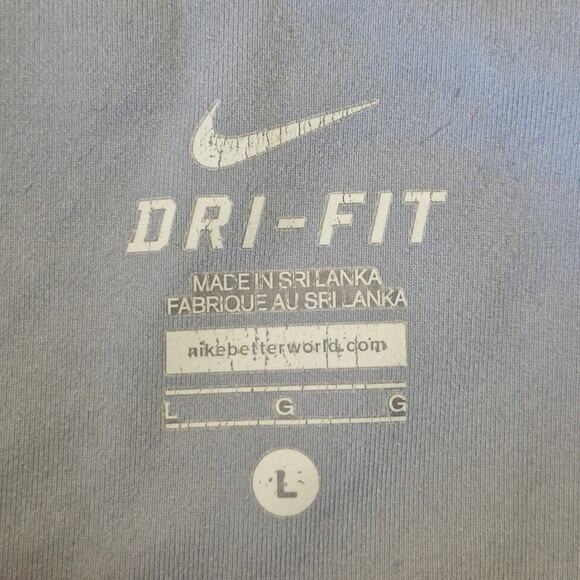 DRI-FIT
MADE IN SRI LANKA
FABRIQUE AU SRI LANKA
nikebetterworld.com
L G G
L